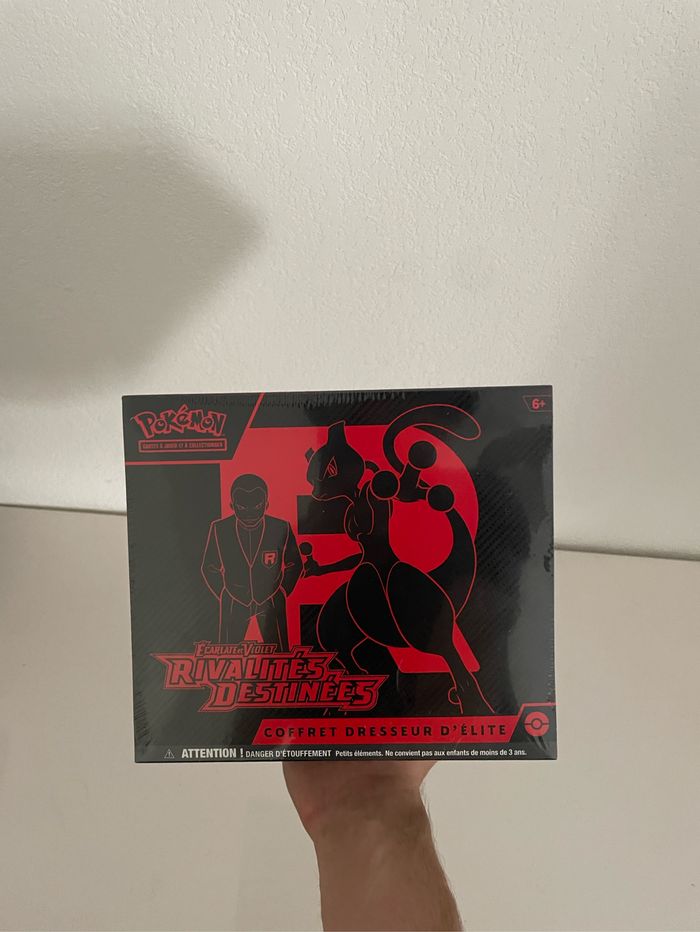 POKÉMON
CARTES À JOUER ET À COLLECTIONNER
6+
R
ÉCARLATE ET VIOLET
RIVALITÉS
DESTINÉES
COFFRET DRESSEUR D'ÉLITE
ATTENTION ! DANGER D'ÉTOUFFEMENT Petits éléments. Ne convient pas aux enfants de moins de 3 ans.